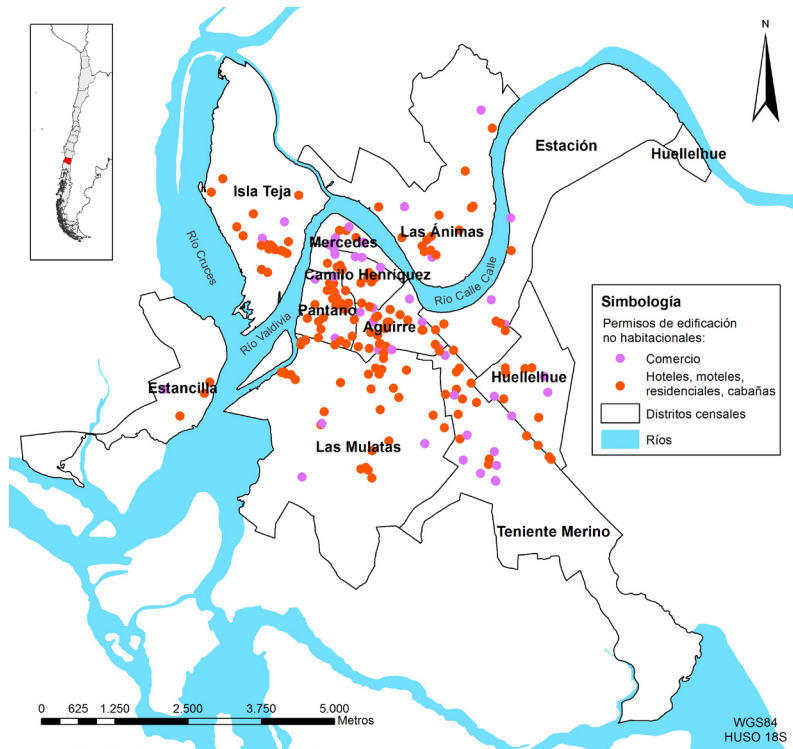 N
Estación
Huellelhue
Isla Teja
Las Ánimas
Mercedes
Río Cruces
Camilo Henríquez
Río Calle Calle
Pantano
Aguirre
Río Valdivia
Estancilla
Huellelhue
Las Mulatas
Teniente Merino
Simbología
Permisos de edificación
no habitacionales:
Comercio
Hoteles, moteles,
residenciales, cabañas
Distritos censales
Ríos
0 625 1.250 2.500 3.750 5.000
Metros
WGS84
HUSO 18S